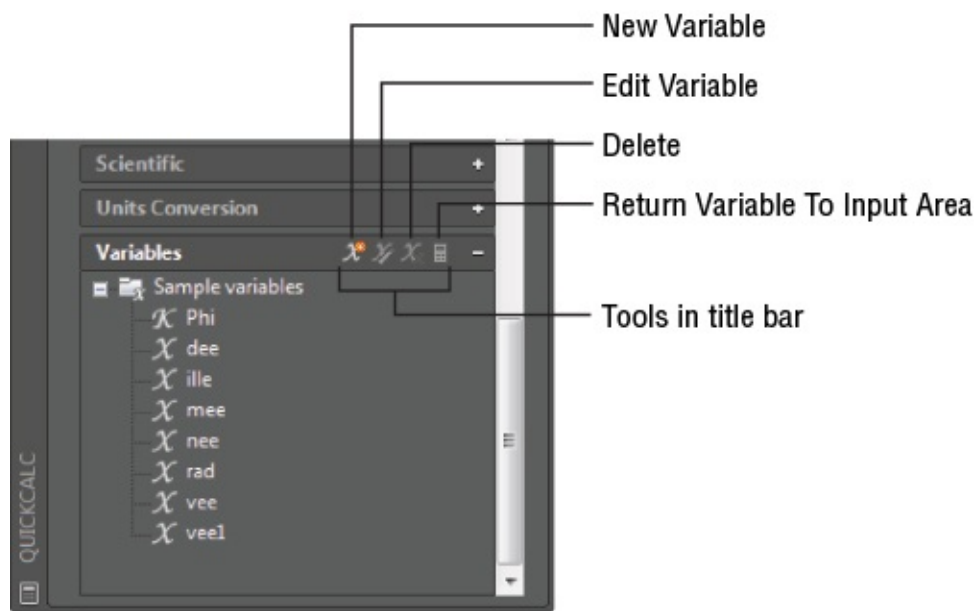 New Variable
Edit Variable
Delete
Return Variable To Input Area
Tools in title bar
Scientific
Units Conversion
Variables
Sample variables
Phi
dee
ille
mee
nee
rad
vee
vee1
QUICKCALC